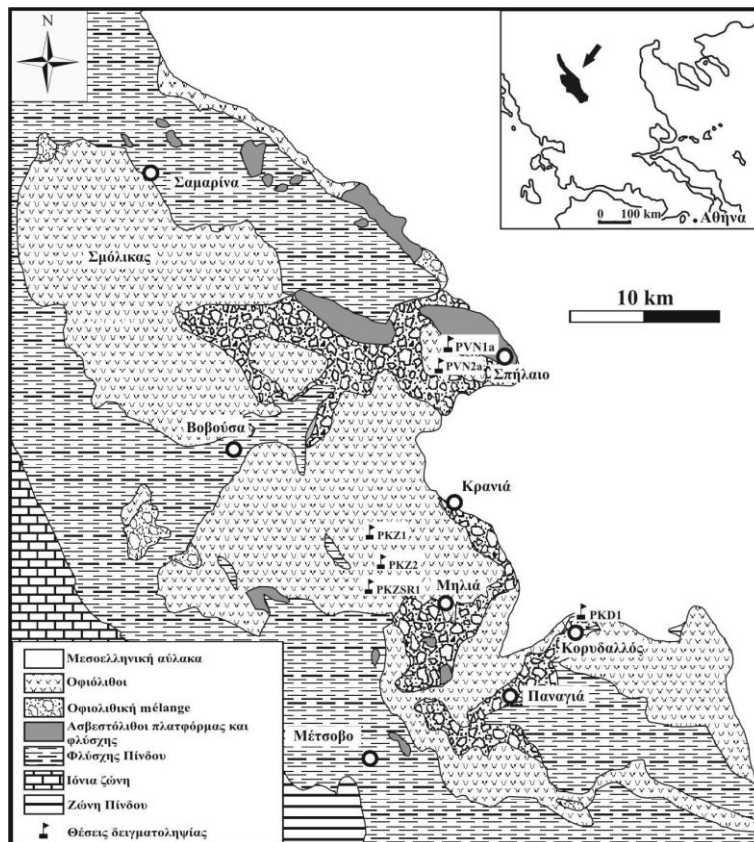 N
0 100 km
Αθήνα
10 km
Σαμαρίνα
Σμόλικας
PVN1a
PVN2a
Σπήλαιο
Βοβούσα
Κρανιά
PKZ1
PKZ2
PKZSR1
Μηλιά
PKD1
Κορυδαλλός
Παναγιά
Μέτσοβο
Μεσοελληνική αύλακα
Οφιόλιθοι
Οφιολιθική mélange
Ασβεστόλιθοι πλατφόρμας και
φλύσχης
Φλύσχης Πίνδου
Ιόνια ζώνη
Ζώνη Πίνδου
Θέσεις δειγματοληψίας